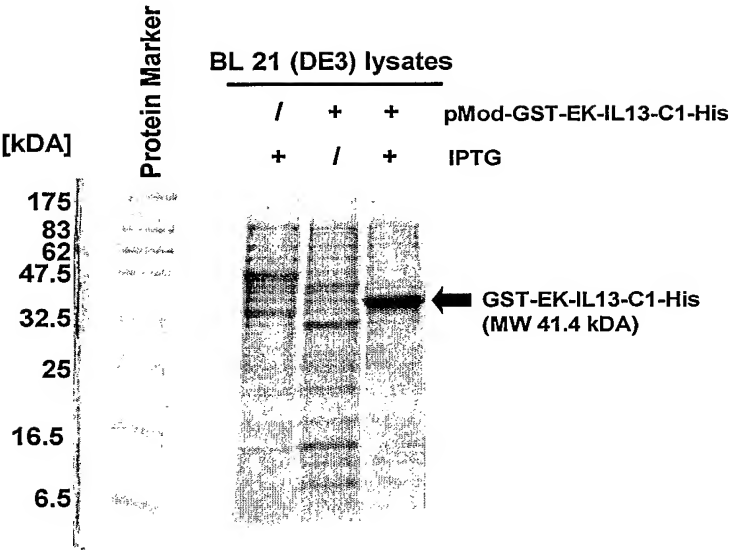 Protein Marker
BL 21 (DE3) lysates
/ + + pMod-GST-EK-IL13-C1-His
[kDA]
+ / + IPTG
175
83
62
47.5
32.5
25
16.5
6.5
GST-EK-IL13-C1-His
(MW 41.4 kDA)